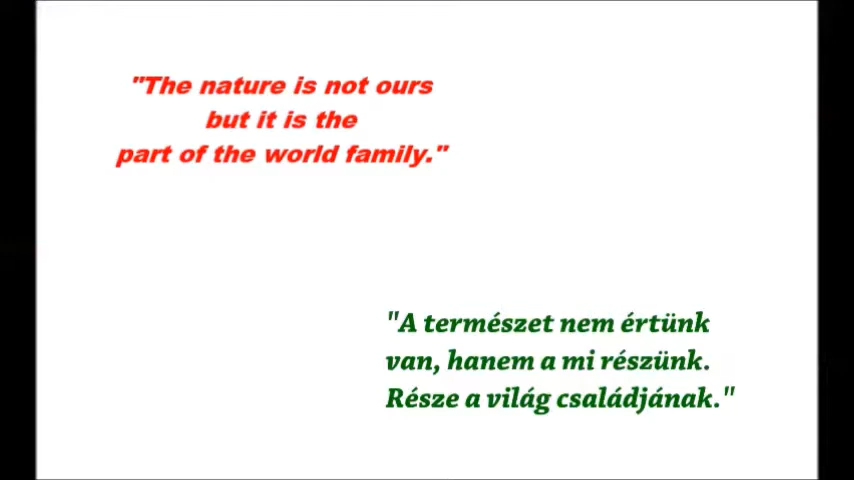 "The nature is not ours
but it is the
part of the world family."
"A természet nem értünk
van, hanem a mi részünk.
Része a világ családjának."